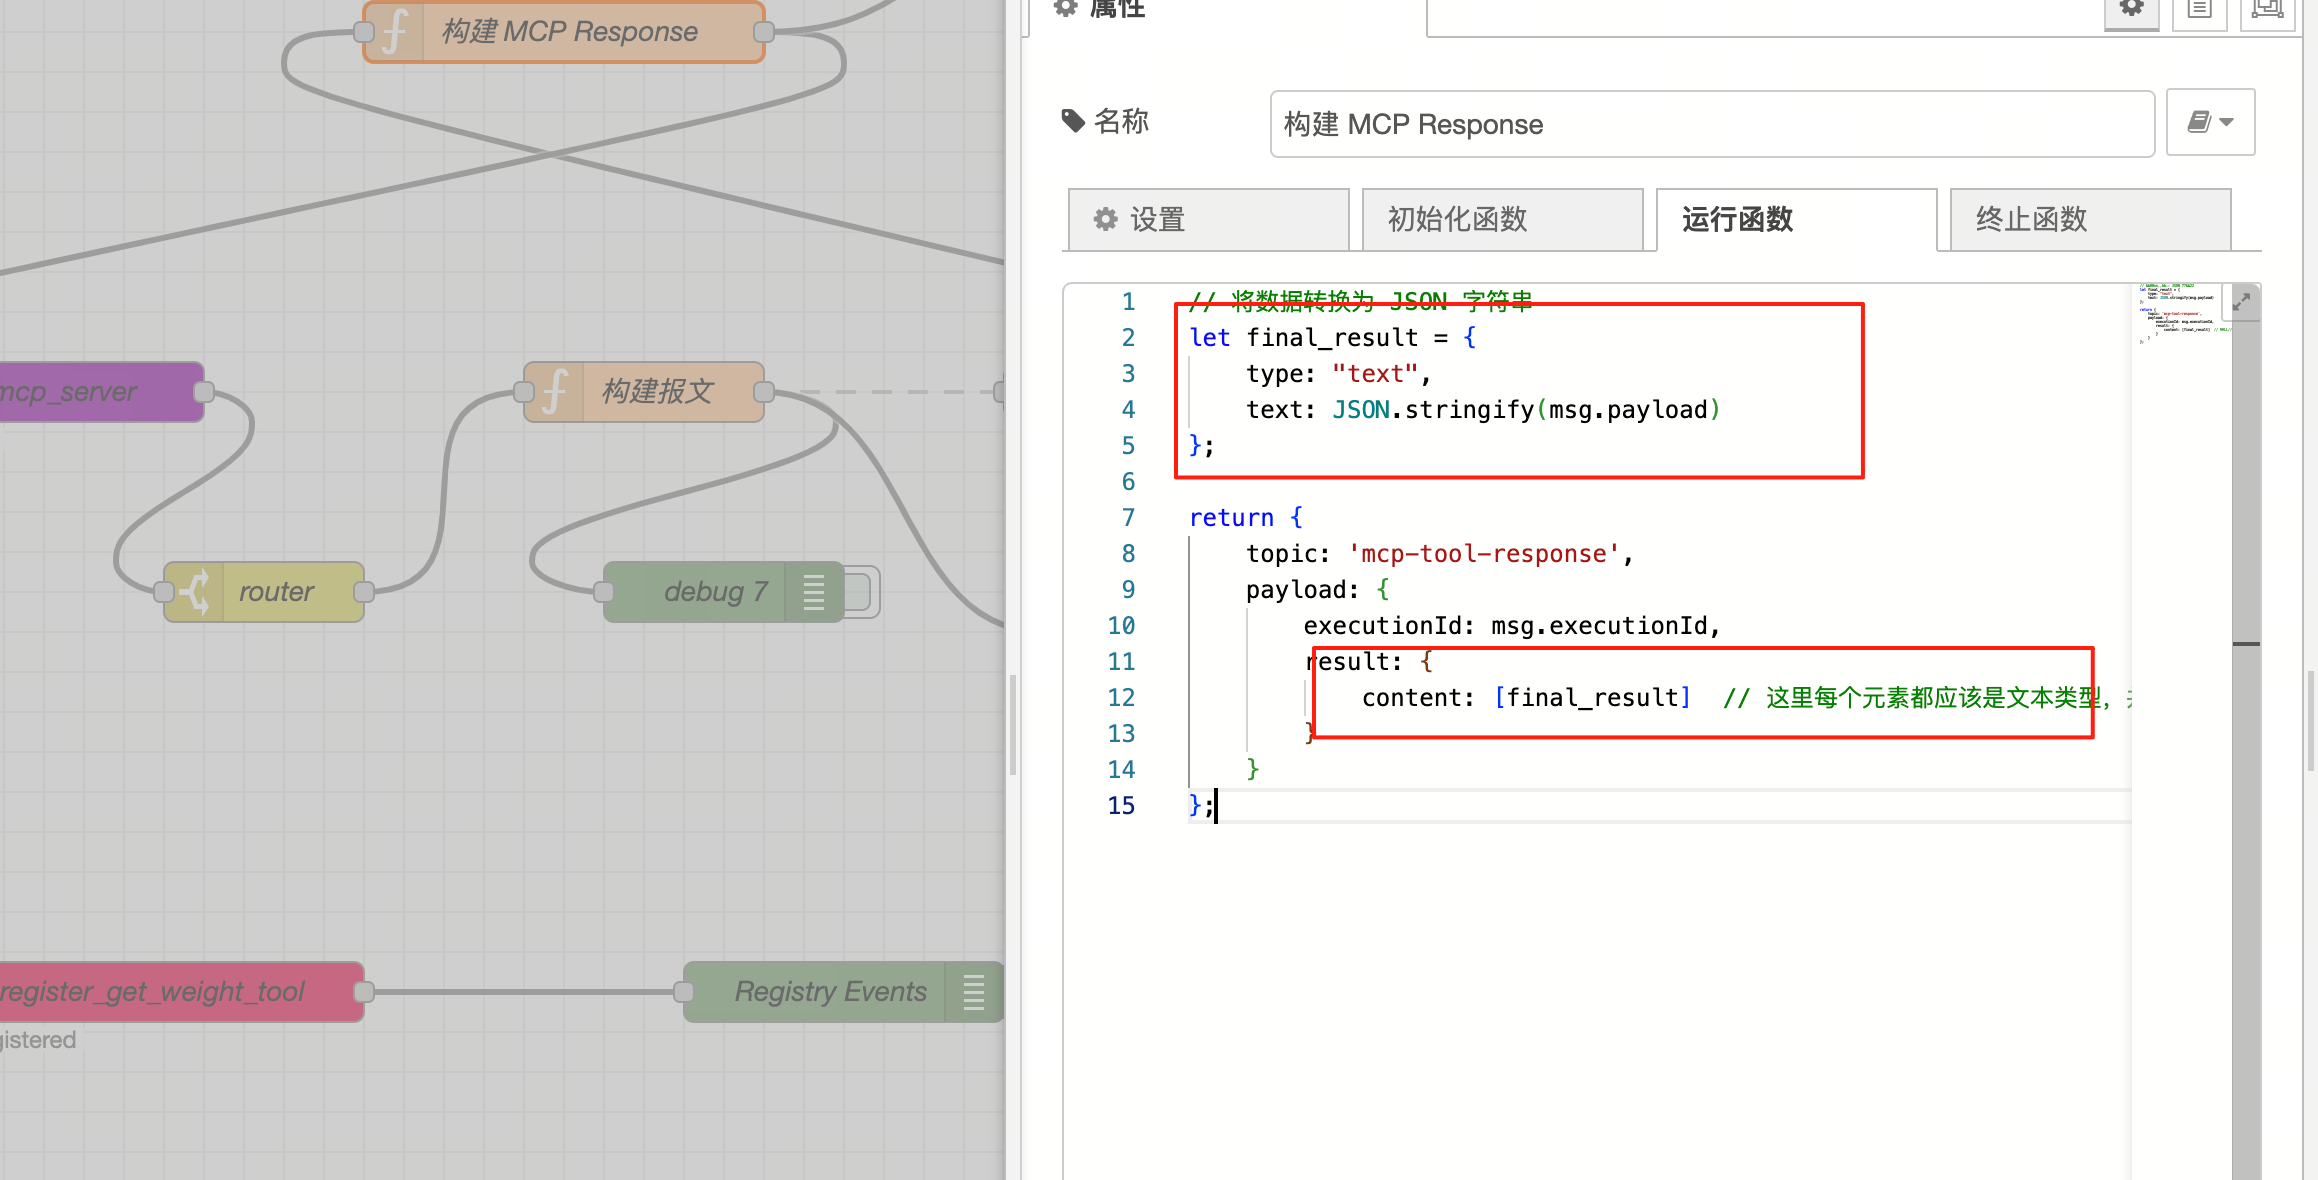 构建 MCP Response
mcp_server
构建报文
router
debug 7
register_get_weight_tool
Registry Events
gistered
属性
名称
构建 MCP Response
设置
初始化函数
运行函数
终止函数
1 // 将数据转换为 JSON 字符串
2 let final_result = {
3 type: "text",
4 text: JSON.stringify(msg.payload)
5 };
6
7 return {
8 topic: 'mcp-tool-response',
9 payload: {
10 executionId: msg.executionId,
11 result: {
12 content: [final_result] // 这里每个元素都应该是文本类型，
13 }
14 }
15 };